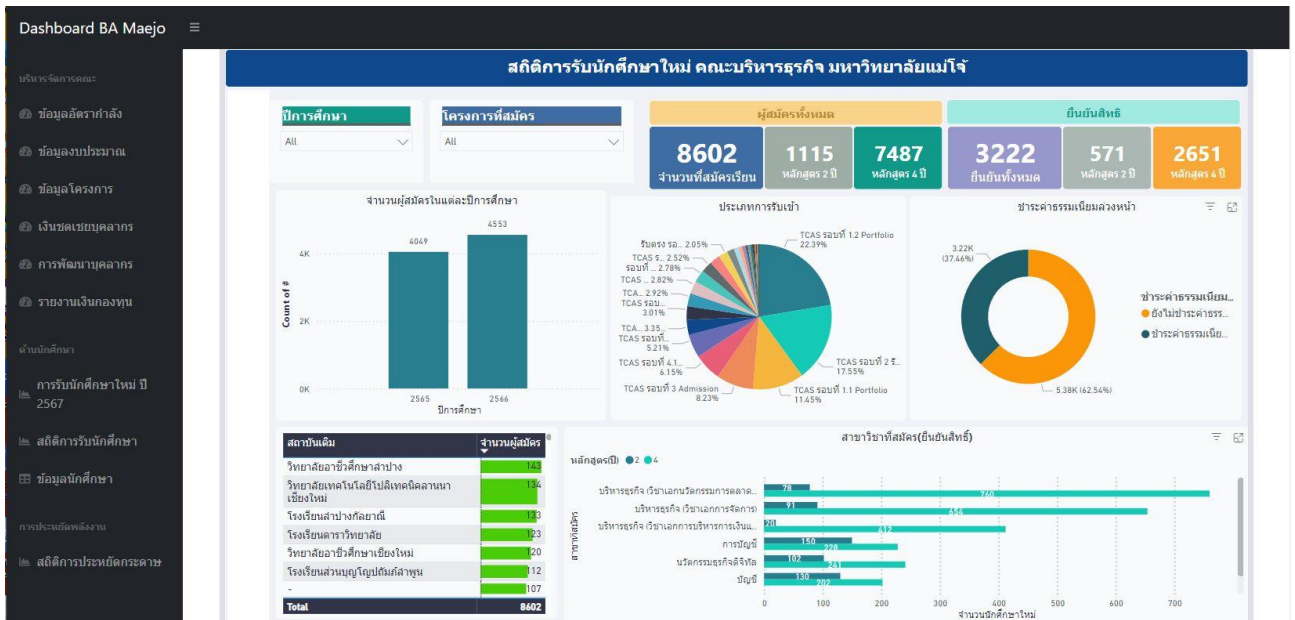 Dashboard BA Maejo
บริหารจัดการคณะ
ข้อมูลอัตรากำลัง
ข้อมูลงบประมาณ
ข้อมูลโครงการ
เงินชดเชยบุคลากร
การพัฒนาบุคลากร
รายงานเงินกองทุน
ด้านนักศึกษา
การรับนักศึกษาใหม่ ปี
2567
สถิติการรับนักศึกษา
ข้อมูลนักศึกษา
การประหยัดพลังงาน
สถิติการประหยัดกระดาษ
สถิติการรับนักศึกษาใหม่ คณะบริหารธุรกิจ มหาวิทยาลัยแม่โจ้
ปีการศึกษา
All
โครงการที่สมัคร
All
ผู้สมัครทั้งหมด
8602
จำนวนที่สมัครเรียน
1115
หลักสูตร 2 ปี
7487
หลักสูตร 4 ปี
ยืนยันสิทธิ
3222
ยืนยันทั้งหมด
571
หลักสูตร 2 ปี
2651
หลักสูตร 4 ปี
จำนวนผู้สมัครในแต่ละปีการศึกษา
Count of #
4K
2K
0K
4049
4553
2565
2566
ปีการศึกษา
ประเภทการรับเข้า
TCAS รอบที่ 1.2 Portfolio
22.39%
TCAS รอบที่ 2 รั...
17.55%
TCAS รอบที่ 1.1 Portfolio
11.45%
TCAS รอบที่ 3 Admission
8.23%
TCAS รอบที่ 4.1...
6.15%
TCAS รอบที่...
5.21%
TCA... 3.35...
TCAS รอบ...
3.01%
TCA... 2.92%
TCAS ... 2.82%
รอบที่ ... 2.78%
TCAS ร... 2.52%
รับตรง รอ... 2.05%
ชำระค่าธรรมเนียมล่วงหน้า
3.22K
(37.46%)
5.38K (62.54%)
ชำระค่าธรรมเนียม...
ยังไม่ชำระค่าธรร...
ชำระค่าธรรมเนีย...
สถาบันเดิม จำนวนผู้สมัคร
วิทยาลัยอาชีวศึกษาลำปาง 143
วิทยาลัยเทคโนโลยีโปลิเทคนิคลานนา 134
เชียงใหม่
โรงเรียนลำปางกัลยาณี 133
โรงเรียนดาราวิทยาลัย 123
วิทยาลัยอาชีวศึกษาเชียงใหม่ 120
โรงเรียนส่วนบุญโญปถัมภ์ลำพูน 112
- 107
Total 8602
สาขาวิชาที่สมัคร(ยืนยันสิทธิ์)
หลักสูตร(ปี) 2 4
สาขาที่สมัคร
บริหารธุรกิจ (วิชาเอกนวัตกรรมการตลาด... 78 760
บริหารธุรกิจ (วิชาเอกการจัดการ) 91 654
บริหารธุรกิจ (วิชาเอกการบริหารการเงินแ... 20 412
การบัญชี 150 228
นวัตกรรมธุรกิจดิจิทัล 102 241
บัญชี 130 202
0 100 200 300 400 500 600 700
จำนวนนักศึกษาใหม่